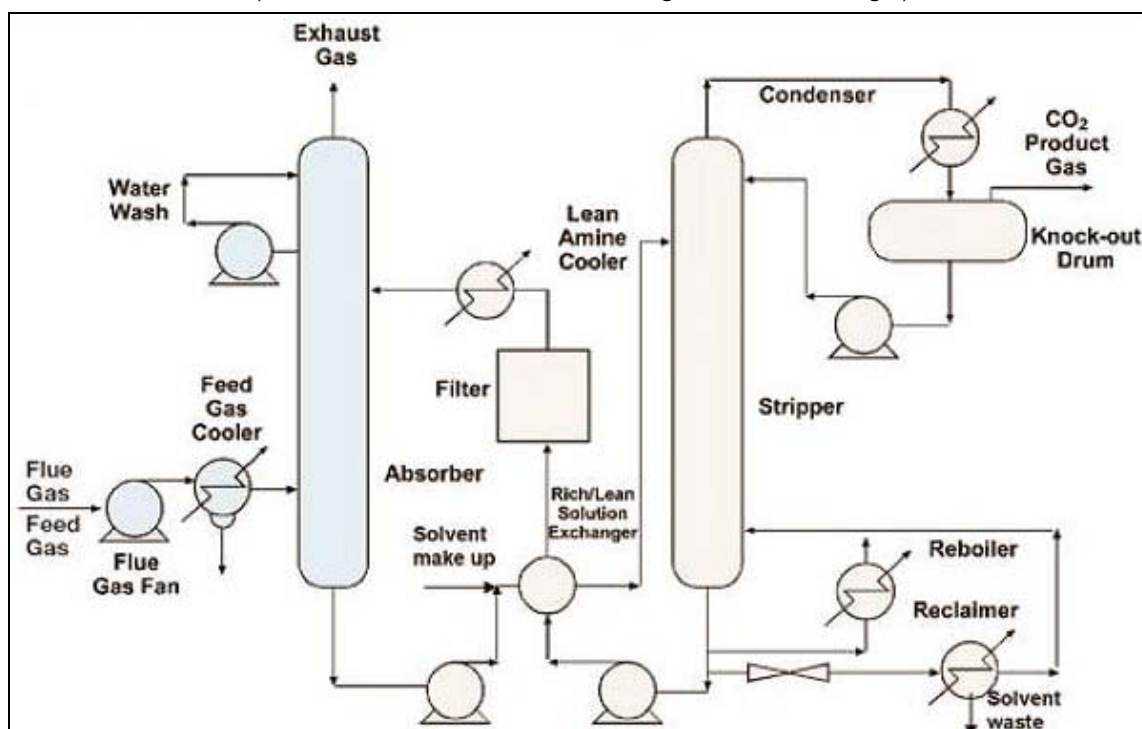 Exhaust
Gas
Condenser
CO₂
Product
Gas
Water
Wash
Lean
Amine
Cooler
Knock-out
Drum
Feed
Gas
Cooler
Filter
Stripper
Flue
Gas
Feed
Gas
Absorber
Rich/Lean
Solution
Exchanger
Solvent
make up
Flue
Gas Fan
Reboiler
Reclaimer
Solvent
waste